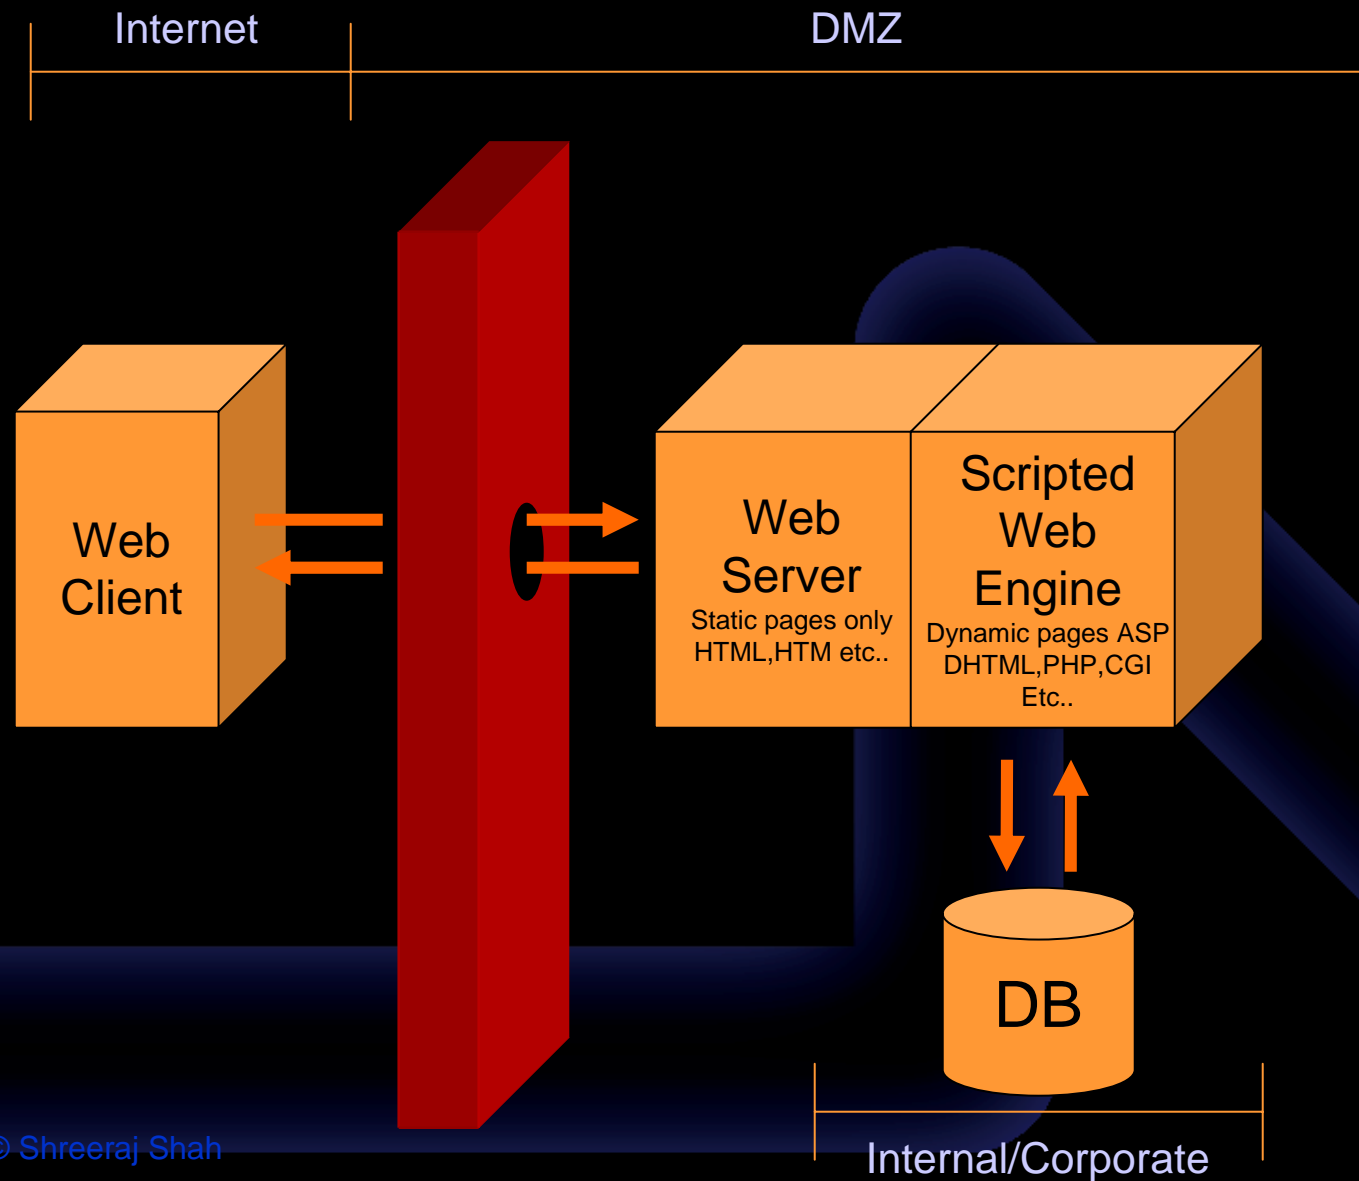 Internet
DMZ
Web
Client
Web
Server
Static pages only
HTML,HTM etc..
Scripted
Web
Engine
Dynamic pages ASP
DHTML,PHP,CGI
Etc..
DB
© Shreeraj Shah
Internal/Corporate